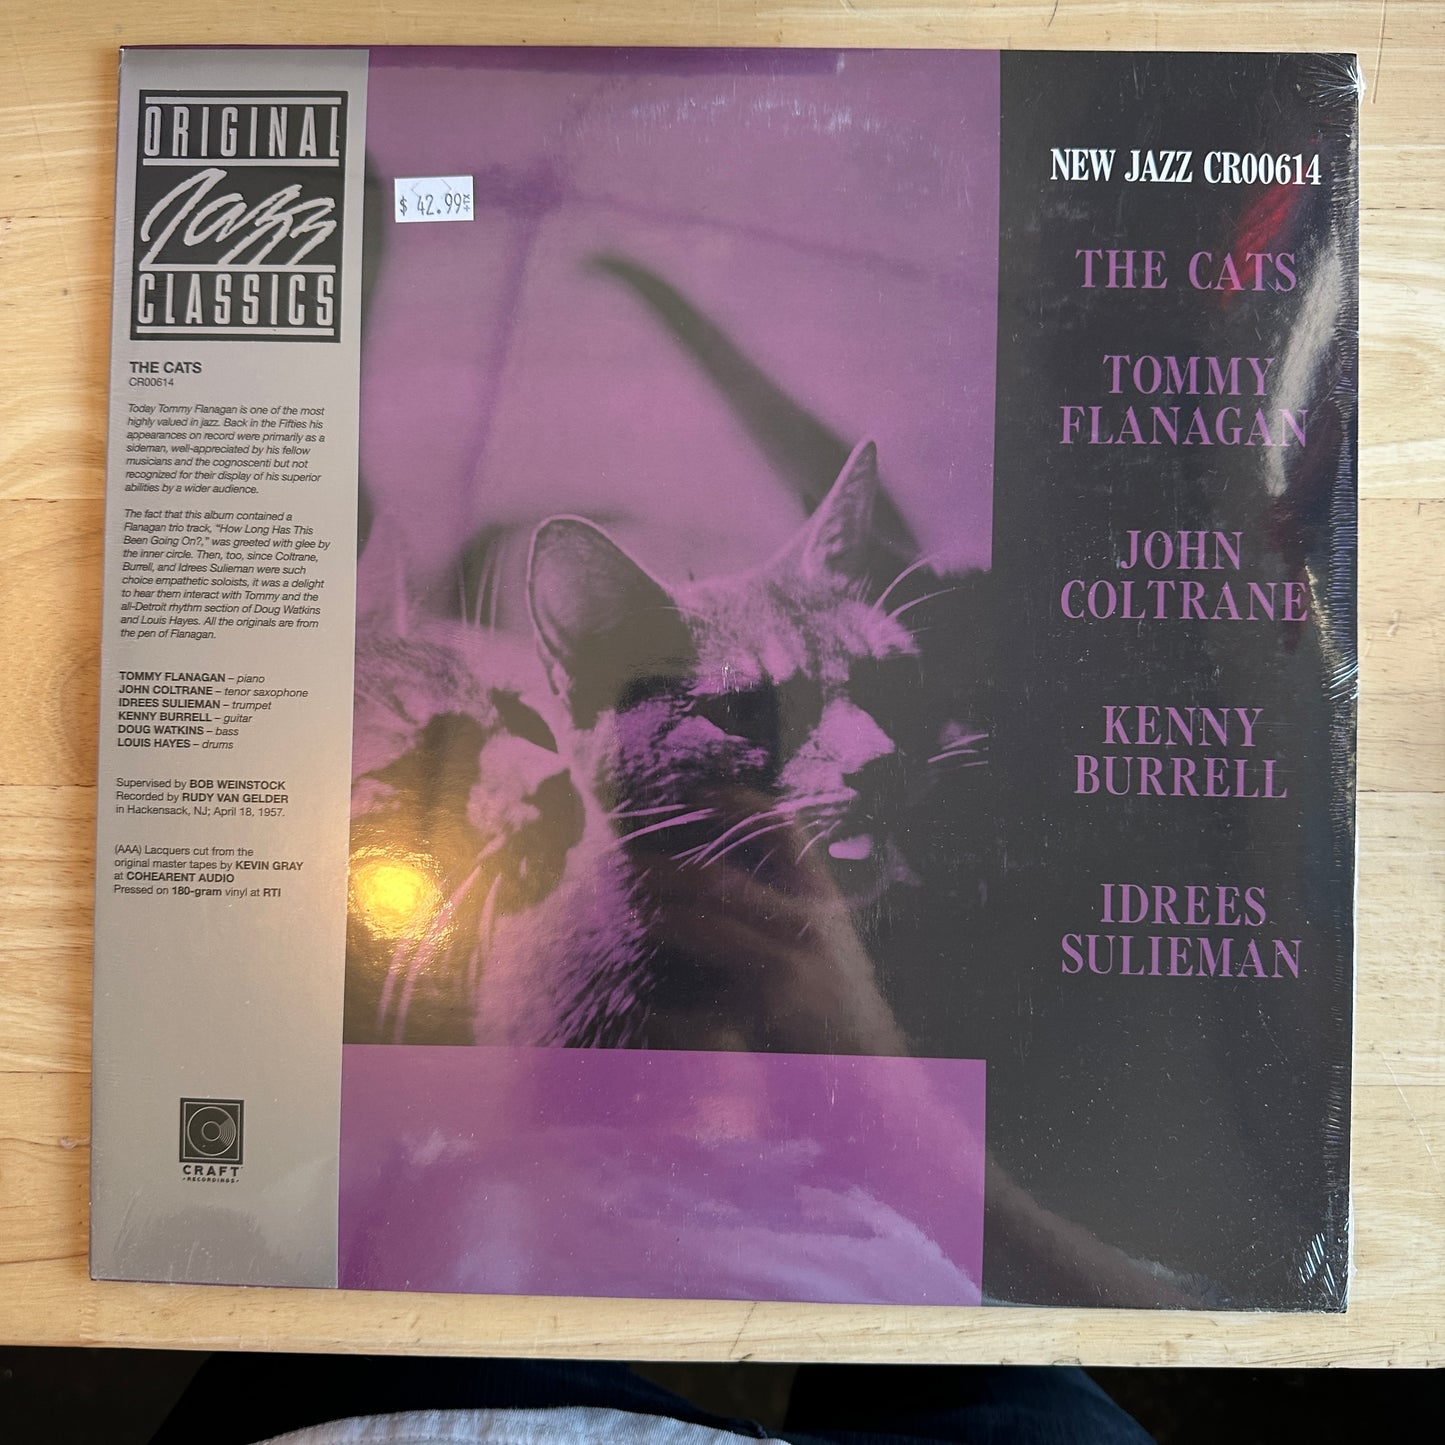 ORIGINAL
Jazz
CLASSICS
THE CATS
CR00614
Today Tommy Flanagan is one of the most
highly valued in jazz. Back in the Fifties his
appearances on record were primarily as a
sideman, well-appreciated by his fellow
musicians and the cognoscenti but not
recognized for their display of his superior
abilities by a wider audience.
The fact that this album contained a
Flanagan trio track, “How Long Has This
Been Going On?,” was greeted with glee by
the inner circle. Then, too, since Coltrane,
Burrell, and Idrees Sulieman were such
choice empathetic soloists, it was a delight
to hear them interact with Tommy and the
all-Detroit rhythm section of Doug Watkins
and Louis Hayes. All the originals are from
the pen of Flanagan.
TOMMY FLANAGAN – piano
JOHN COLTRANE – tenor saxophone
IDREES SULIEMAN – trumpet
KENNY BURRELL – guitar
DOUG WATKINS – bass
LOUIS HAYES – drums
Supervised by BOB WEINSTOCK
Recorded by RUDY VAN GELDER
in Hackensack, NJ; April 18, 1957.
(AAA) Lacquers cut from the
original master tapes by KEVIN GRAY
at COHEARENT AUDIO
Pressed on 180-gram vinyl at RTI
CRAFT
RECORDINGS
$ 42.99
NEW JAZZ CR00614
THE CATS
TOMMY
FLANAGAN
JOHN
COLTRANE
KENNY
BURRELL
IDREES
SULIEMAN